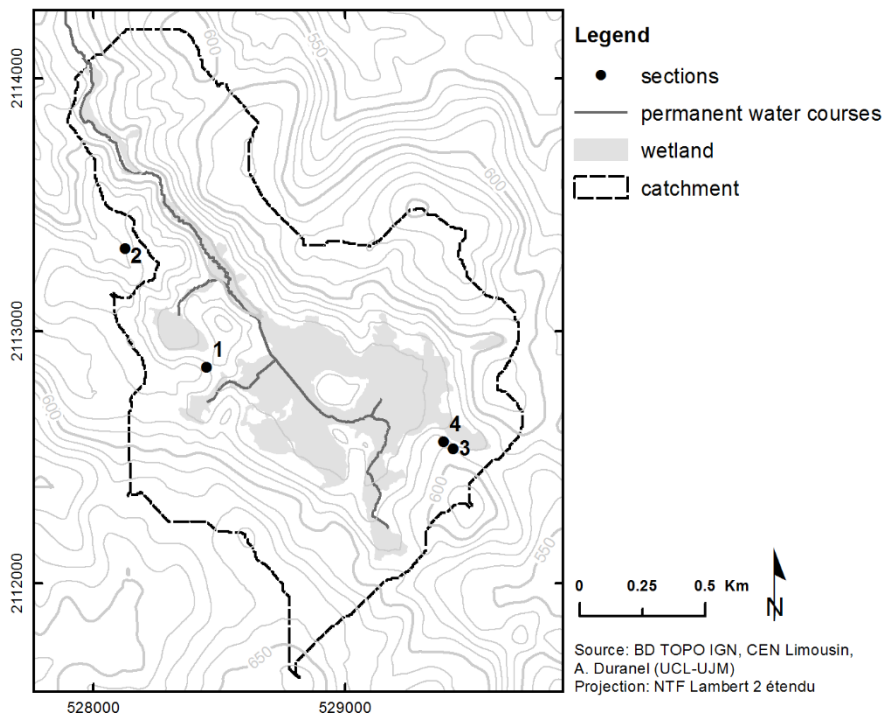 600
550
2114000
Legend
sections
permanent water courses
wetland
catchment
600
2
2113000
1
600
4
3
600
550
2112000
650
0 0.25 0.5 Km
N
Source: BD TOPO IGN, CEN Limousin,
A. Duranel (UCL-UJM)
Projection: NTF Lambert 2 étendu
528000 529000